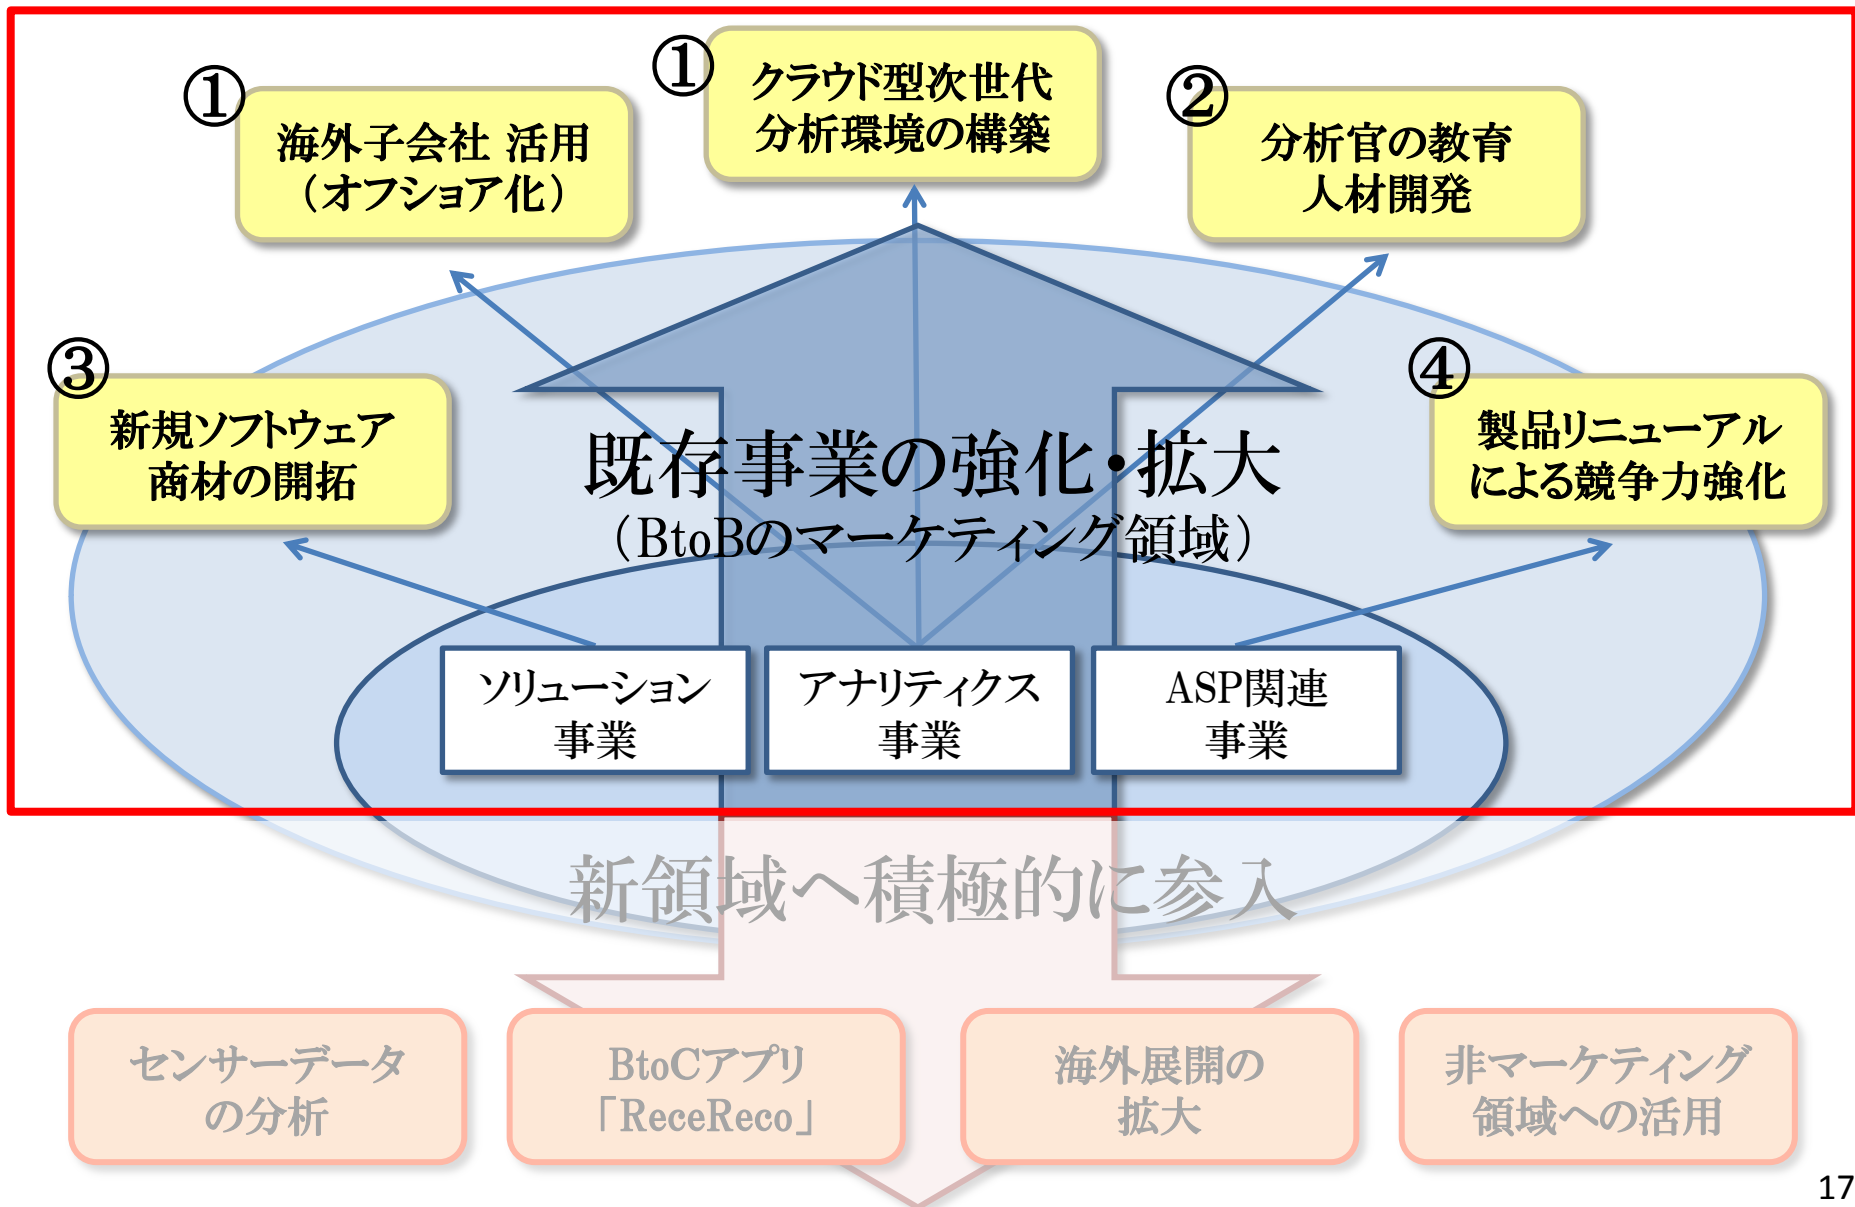 ①
海外子会社 活用
（オフショア化）
①
クラウド型次世代
分析環境の構築
②
分析官の教育
人材開発
③
新規ソフトウェア
商材の開拓
④
製品リニューアル
による競争力強化
既存事業の強化・拡大
（BtoBのマーケティング領域）
ソリューション
事業
アナリティクス
事業
ASP関連
事業
新領域へ積極的に参入
センサーデータ
の分析
BtoCアプリ
「ReceReco」
海外展開の
拡大
非マーケティング
領域への活用
17